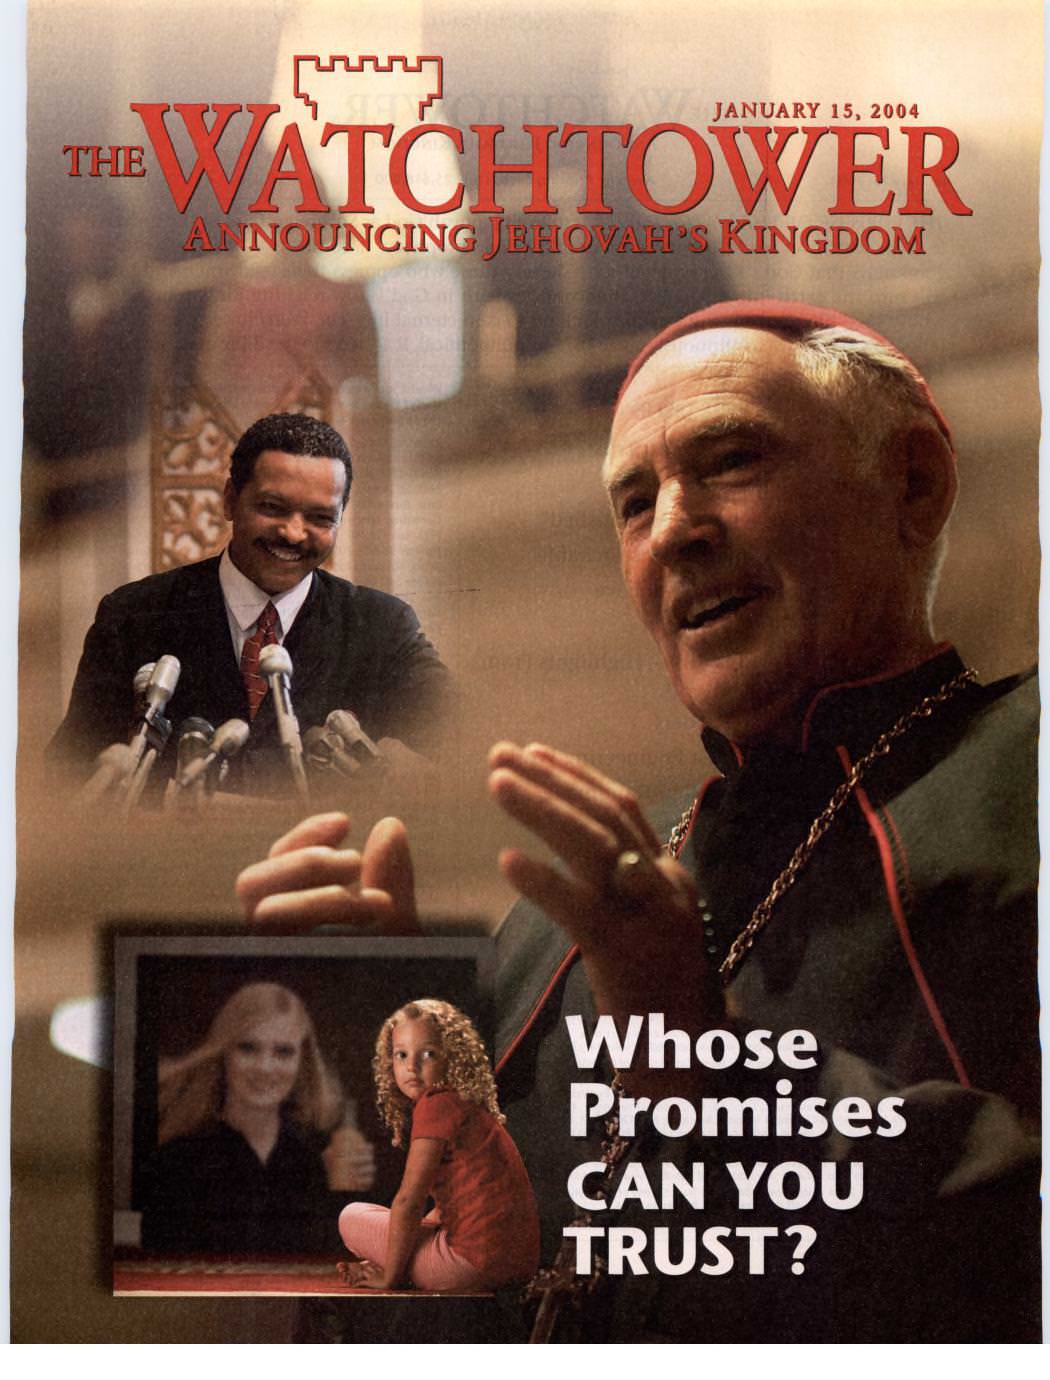 JANUARY 15, 2004
THE WATCHTOWER
ANNOUNCING JEHOVAH'S KINGDOM
Whose
Promises
CAN YOU
TRUST?